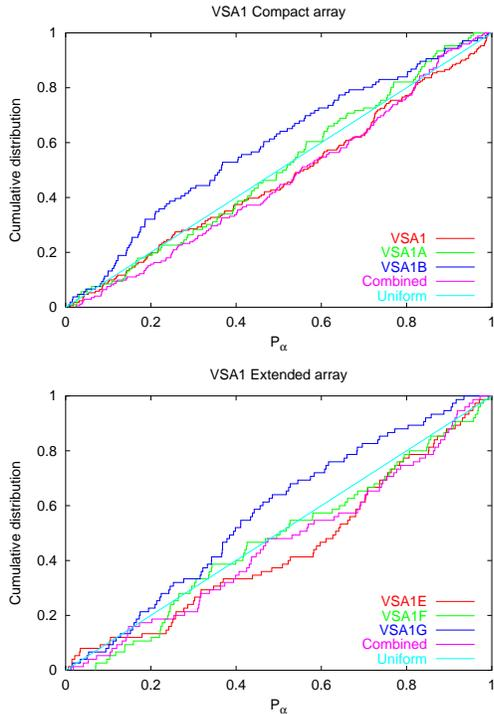 VSA1 Compact array
1
0.8
0.6
0.4
0.2
0
Cumulative distribution
VSA1
VSA1A
VSA1B
Combined
Uniform
0 0.2 0.4 0.6 0.8 1
Pα
VSA1 Extended array
1
0.8
0.6
0.4
0.2
0
Cumulative distribution
VSA1E
VSA1F
VSA1G
Combined
Uniform
0 0.2 0.4 0.6 0.8 1
Pα